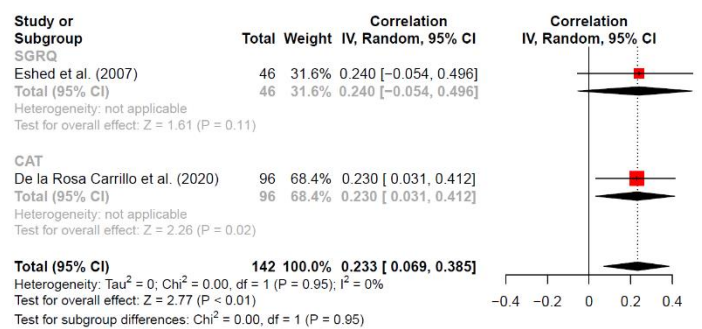 Study or Correlation Correlation
Subgroup Total Weight IV, Random, 95% CI IV, Random, 95% CI
SGRQ
Eshed et al. (2007) 46 31.6% 0.240 [−0.054, 0.496]
Total (95% CI) 46 31.6% 0.240 [−0.054, 0.496]
Heterogeneity: not applicable
Test for overall effect: Z = 1.61 (P = 0.11)
CAT
De la Rosa Carrillo et al. (2020) 96 68.4% 0.230 [ 0.031, 0.412]
Total (95% CI) 96 68.4% 0.230 [ 0.031, 0.412]
Heterogeneity: not applicable
Test for overall effect: Z = 2.26 (P = 0.02)
Total (95% CI) 142 100.0% 0.233 [ 0.069, 0.385]
Heterogeneity: Tau² = 0; Chi² = 0.00, df = 1 (P = 0.95); I² = 0%
Test for overall effect: Z = 2.77 (P < 0.01)
Test for subgroup differences: Chi² = 0.00, df = 1 (P = 0.95)
−0.4 −0.2 0 0.2 0.4